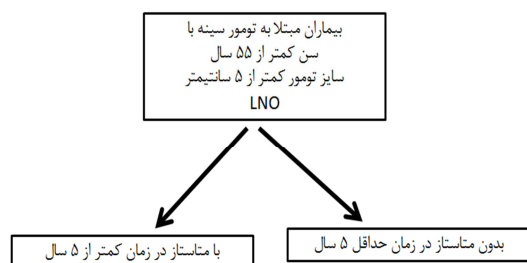 بیماران مبتلا به تومور سینه با
سن کمتر از ۵۵ سال
سایز تومور کمتر از ۵ سانتیمتر
LNO
بدون متاستاز در زمان حداقل ۵ سال
با متاستاز در زمان کمتر از ۵ سال